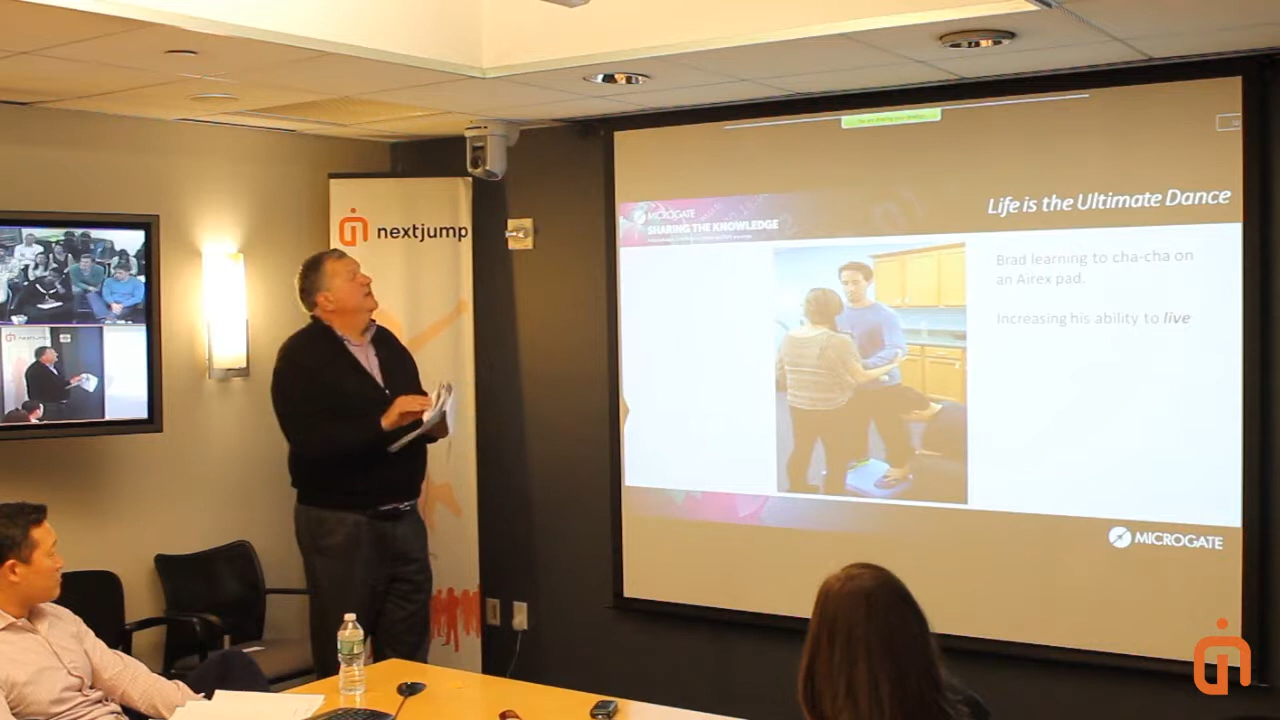 nextjump
nextjump
MICROGATE
SHARING THE KNOWLEDGE
Life is the Ultimate Dance
Brad learning to cha-cha on
an Airex pad.
Increasing his ability to live
MICROGATE